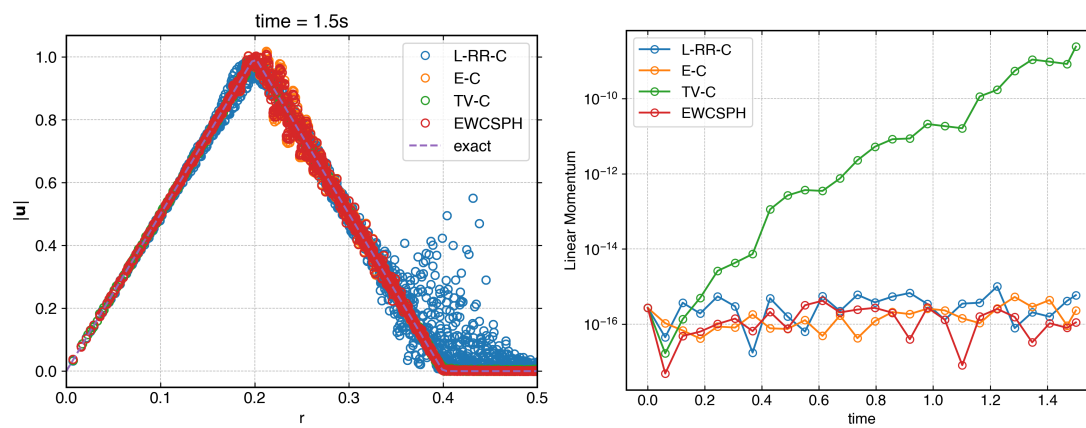 time = 1.5s
|u|
1.0
0.8
0.6
0.4
0.2
0.0
0.0 0.1 0.2 0.3 0.4 0.5
r
L-RR-C
E-C
TV-C
EWCSPH
exact
Linear Momentum
10⁻¹⁰
10⁻¹²
10⁻¹⁴
10⁻¹⁶
0.0 0.2 0.4 0.6 0.8 1.0 1.2 1.4
time
L-RR-C
E-C
TV-C
EWCSPH